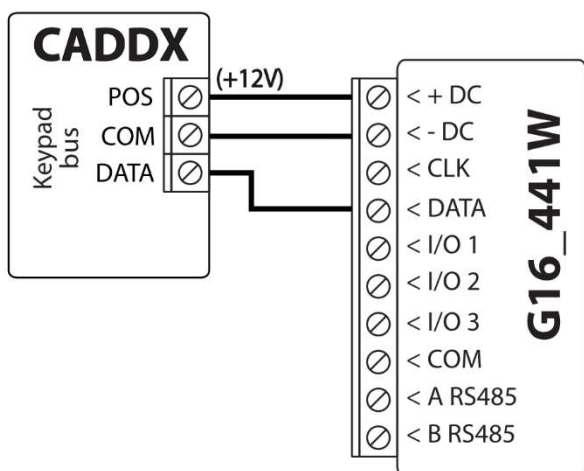 CADDX
Keypad
bus
POS
COM
DATA
(+12V)
< + DC
< - DC
< CLK
< DATA
< I/O 1
< I/O 2
< I/O 3
< COM
< A RS485
< B RS485
G16_441W